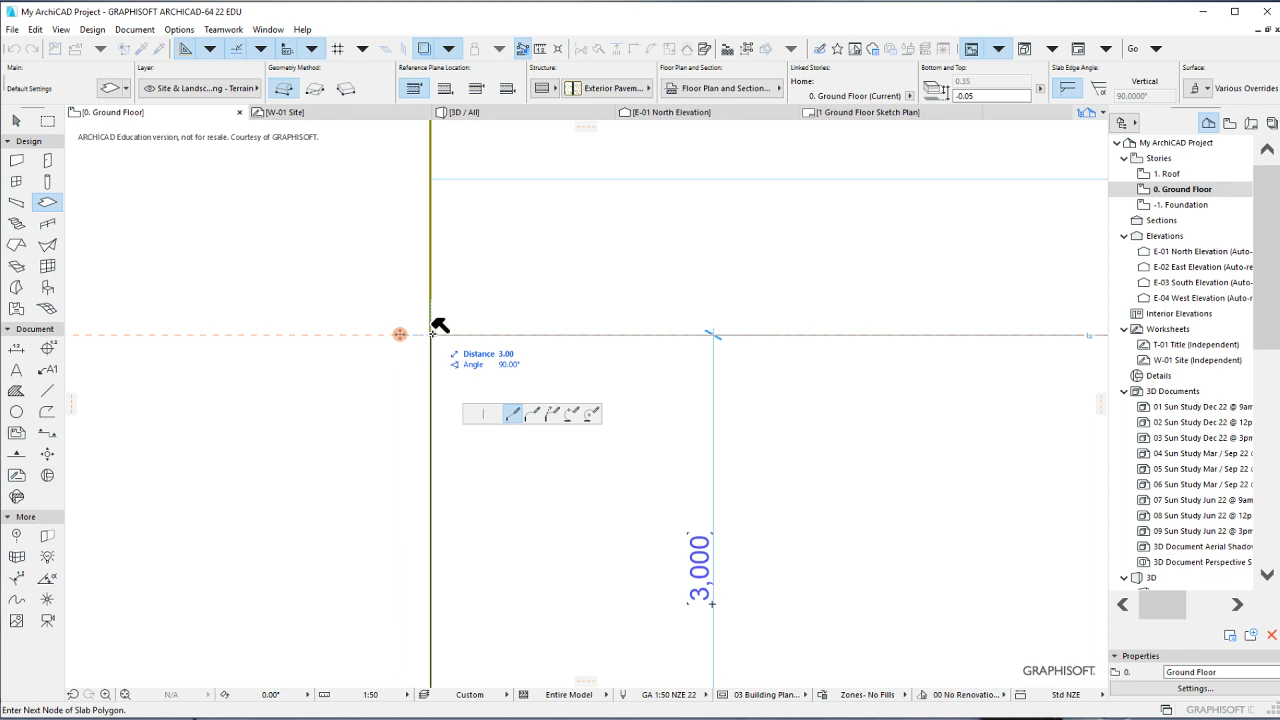 My ArchiCAD Project - GRAPHISOFT ARCHICAD-64 22 EDU
File Edit View Design Document Options Teamwork Window Help
Go
Main: Layer: Geometry Method: Reference Plane Location: Structure: Floor Plan and Section: Linked Stories: Bottom and Top: Slab Edge Angle: Surface:
Default Settings
Site & Landsc... - Terrain
Exterior Pavem...
Floor Plan and Section...
Home:
0. Ground Floor (Current)
0.35
-0.05
Vertical
90.0000°
Various Overrides
[0. Ground Floor]
[W-01 Site]
[3D / All]
[E-01 North Elevation]
[1 Ground Floor Sketch Plan]
ARCHICAD Education version, not for resale. Courtesy of GRAPHISOFT.
Design
Document
More
Distance 3.00
Angle 90.00°
3,000
GRAPHISOFT.
My ArchiCAD Project
Stories
1. Roof
0. Ground Floor
-1. Foundation
Sections
Elevations
E-01 North Elevation (Auto-
E-02 East Elevation (Auto-re
E-03 South Elevation (Auto-
E-04 West Elevation (Auto-r
Interior Elevations
Worksheets
T-01 Title (Independent)
W-01 Site (Independent)
Details
3D Documents
01 Sun Study Dec 22 @ 9am
02 Sun Study Dec 22 @ 12p
03 Sun Study Dec 22 @ 3pm
04 Sun Study Mar / Sep 22 @
05 Sun Study Mar / Sep 22 @
06 Sun Study Mar / Sep 22 @
07 Sun Study Jun 22 @ 9am
08 Sun Study Jun 22 @ 12p
09 Sun Study Jun 22 @ 3pm
3D Document Aerial Shadow
3D Document Perspective S
3D
Properties
0.
Ground Floor
Settings...
N/A
0.00°
1:50
Custom
Entire Model
GA 1:50 NZE 22
03 Building Plan...
Zones- No Fills
00 No Renovatio...
Std NZE
Enter Next Node of Slab Polygon.
GRAPHISOFT